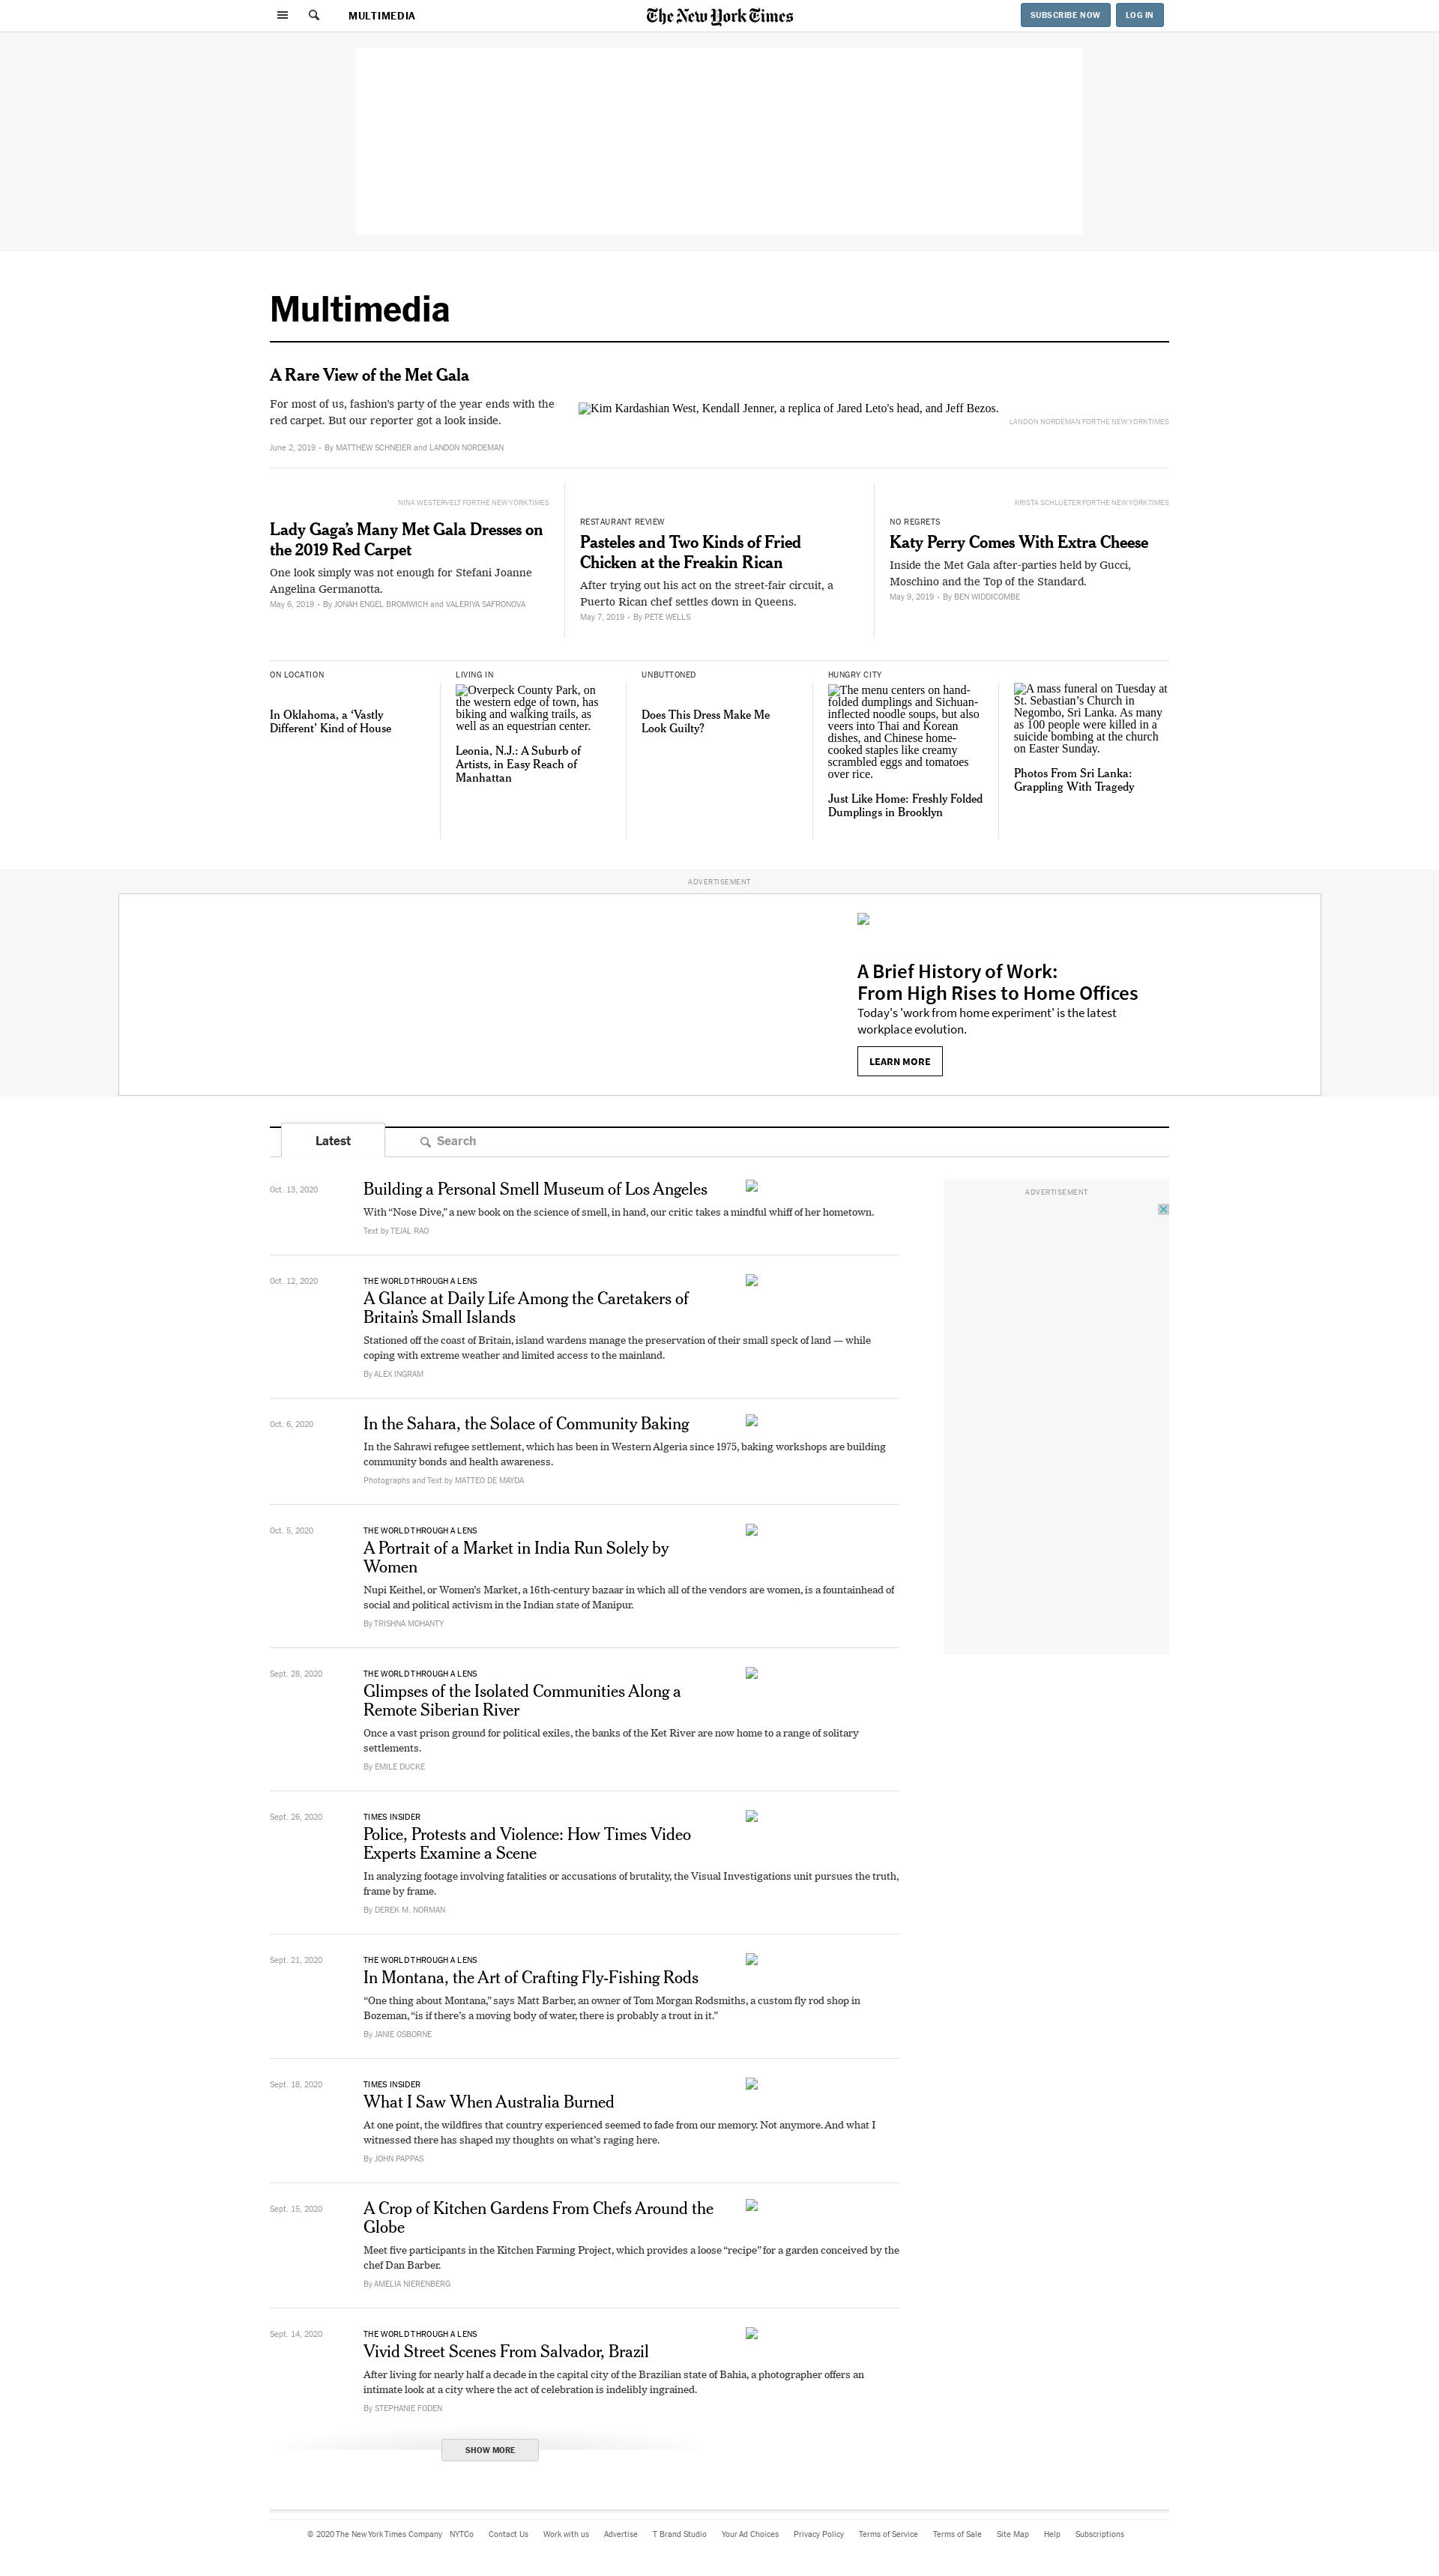 MULTIMEDIA
The New York Times
SUBSCRIBE NOW
LOG IN
Multimedia
A Rare View of the Met Gala
For most of us, fashion's party of the year ends with the
red carpet. But our reporter got a look inside.
June 2, 2019 • By MATTHEW SCHNEIER and LANDON NORDEMAN
Kim Kardashian West, Kendall Jenner, a replica of Jared Leto's head, and Jeff Bezos.
LANDON NORDEMAN FOR THE NEW YORK TIMES
NINA WESTERVELT FOR THE NEW YORK TIMES
Lady Gaga’s Many Met Gala Dresses on
the 2019 Red Carpet
One look simply was not enough for Stefani Joanne
Angelina Germanotta.
May 6, 2019 • By JONAH ENGEL BROMWICH and VALERIYA SAFRONOVA
RESTAURANT REVIEW
Pasteles and Two Kinds of Fried
Chicken at the Freakin Rican
After trying out his act on the street-fair circuit, a
Puerto Rican chef settles down in Queens.
May 7, 2019 • By PETE WELLS
KRISTA SCHLUETER FOR THE NEW YORK TIMES
NO REGRETS
Katy Perry Comes With Extra Cheese
Inside the Met Gala after-parties held by Gucci,
Moschino and the Top of the Standard.
May 9, 2019 • By BEN WIDDICOMBE
ON LOCATION
In Oklahoma, a ‘Vastly
Different’ Kind of House
LIVING IN
Overpeck County Park, on
the western edge of town, has
biking and walking trails, as
well as an equestrian center.
Leonia, N.J.: A Suburb of
Artists, in Easy Reach of
Manhattan
UNBUTTONED
Does This Dress Make Me
Look Guilty?
HUNGRY CITY
The menu centers on hand-
folded dumplings and Sichuan-
inflected noodle soups, but also
veers into Thai and Korean
dishes, and Chinese home-
cooked staples like creamy
scrambled eggs and tomatoes
over rice.
Just Like Home: Freshly Folded
Dumplings in Brooklyn
A mass funeral on Tuesday at
St. Sebastian’s Church in
Negombo, Sri Lanka. As many
as 100 people were killed in a
suicide bombing at the church
on Easter Sunday.
Photos From Sri Lanka:
Grappling With Tragedy
ADVERTISEMENT
A Brief History of Work:
From High Rises to Home Offices
Today's 'work from home experiment' is the latest
workplace evolution.
LEARN MORE
Latest
Search
ADVERTISEMENT
Oct. 13, 2020
Building a Personal Smell Museum of Los Angeles
With “Nose Dive,” a new book on the science of smell, in hand, our critic takes a mindful whiff of her hometown.
Text by TEJAL RAO
Oct. 12, 2020
THE WORLD THROUGH A LENS
A Glance at Daily Life Among the Caretakers of
Britain’s Small Islands
Stationed off the coast of Britain, island wardens manage the preservation of their small speck of land — while
coping with extreme weather and limited access to the mainland.
By ALEX INGRAM
Oct. 6, 2020
In the Sahara, the Solace of Community Baking
In the Sahrawi refugee settlement, which has been in Western Algeria since 1975, baking workshops are building
community bonds and health awareness.
Photographs and Text by MATTEO DE MAYDA
Oct. 5, 2020
THE WORLD THROUGH A LENS
A Portrait of a Market in India Run Solely by
Women
Nupi Keithel, or Women’s Market, a 16th-century bazaar in which all of the vendors are women, is a fountainhead of
social and political activism in the Indian state of Manipur.
By TRISHNA MOHANTY
Sept. 28, 2020
THE WORLD THROUGH A LENS
Glimpses of the Isolated Communities Along a
Remote Siberian River
Once a vast prison ground for political exiles, the banks of the Ket River are now home to a range of solitary
settlements.
By EMILE DUCKE
Sept. 26, 2020
TIMES INSIDER
Police, Protests and Violence: How Times Video
Experts Examine a Scene
In analyzing footage involving fatalities or accusations of brutality, the Visual Investigations unit pursues the truth,
frame by frame.
By DEREK M. NORMAN
Sept. 21, 2020
THE WORLD THROUGH A LENS
In Montana, the Art of Crafting Fly-Fishing Rods
“One thing about Montana,” says Matt Barber, an owner of Tom Morgan Rodsmiths, a custom fly rod shop in
Bozeman, “is if there’s a moving body of water, there is probably a trout in it.”
By JANIE OSBORNE
Sept. 18, 2020
TIMES INSIDER
What I Saw When Australia Burned
At one point, the wildfires that country experienced seemed to fade from our memory. Not anymore. And what I
witnessed there has shaped my thoughts on what’s raging here.
By JOHN PAPPAS
Sept. 15, 2020
A Crop of Kitchen Gardens From Chefs Around the
Globe
Meet five participants in the Kitchen Farming Project, which provides a loose “recipe” for a garden conceived by the
chef Dan Barber.
By AMELIA NIERENBERG
Sept. 14, 2020
THE WORLD THROUGH A LENS
Vivid Street Scenes From Salvador, Brazil
After living for nearly half a decade in the capital city of the Brazilian state of Bahia, a photographer offers an
intimate look at a city where the act of celebration is indelibly ingrained.
By STEPHANIE FODEN
SHOW MORE
© 2020 The New York Times Company NYTCo Contact Us Work with us Advertise T Brand Studio Your Ad Choices Privacy Policy Terms of Service Terms of Sale Site Map Help Subscriptions